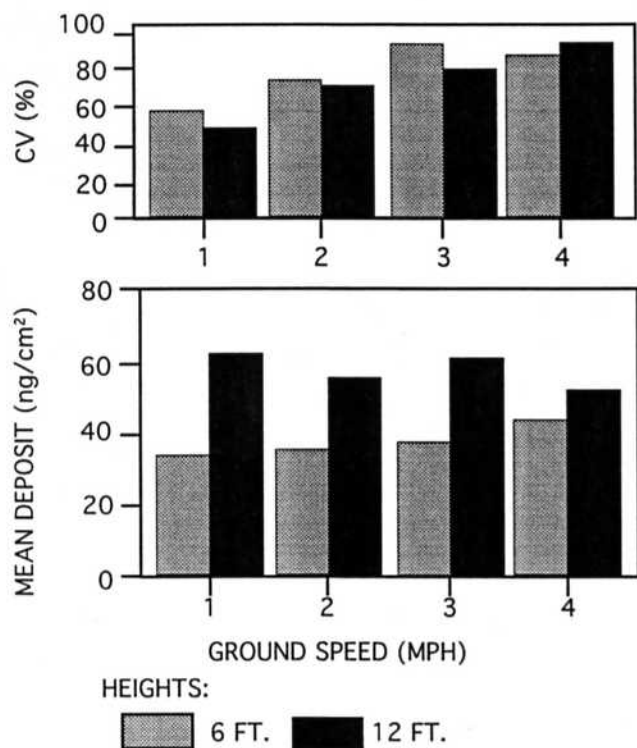 CV (%)
100
80
60
40
20
0
1 2 3 4
MEAN DEPOSIT (ng/cm²)
80
60
40
20
0
1 2 3 4
GROUND SPEED (MPH)
HEIGHTS:
6 FT. 12 FT.